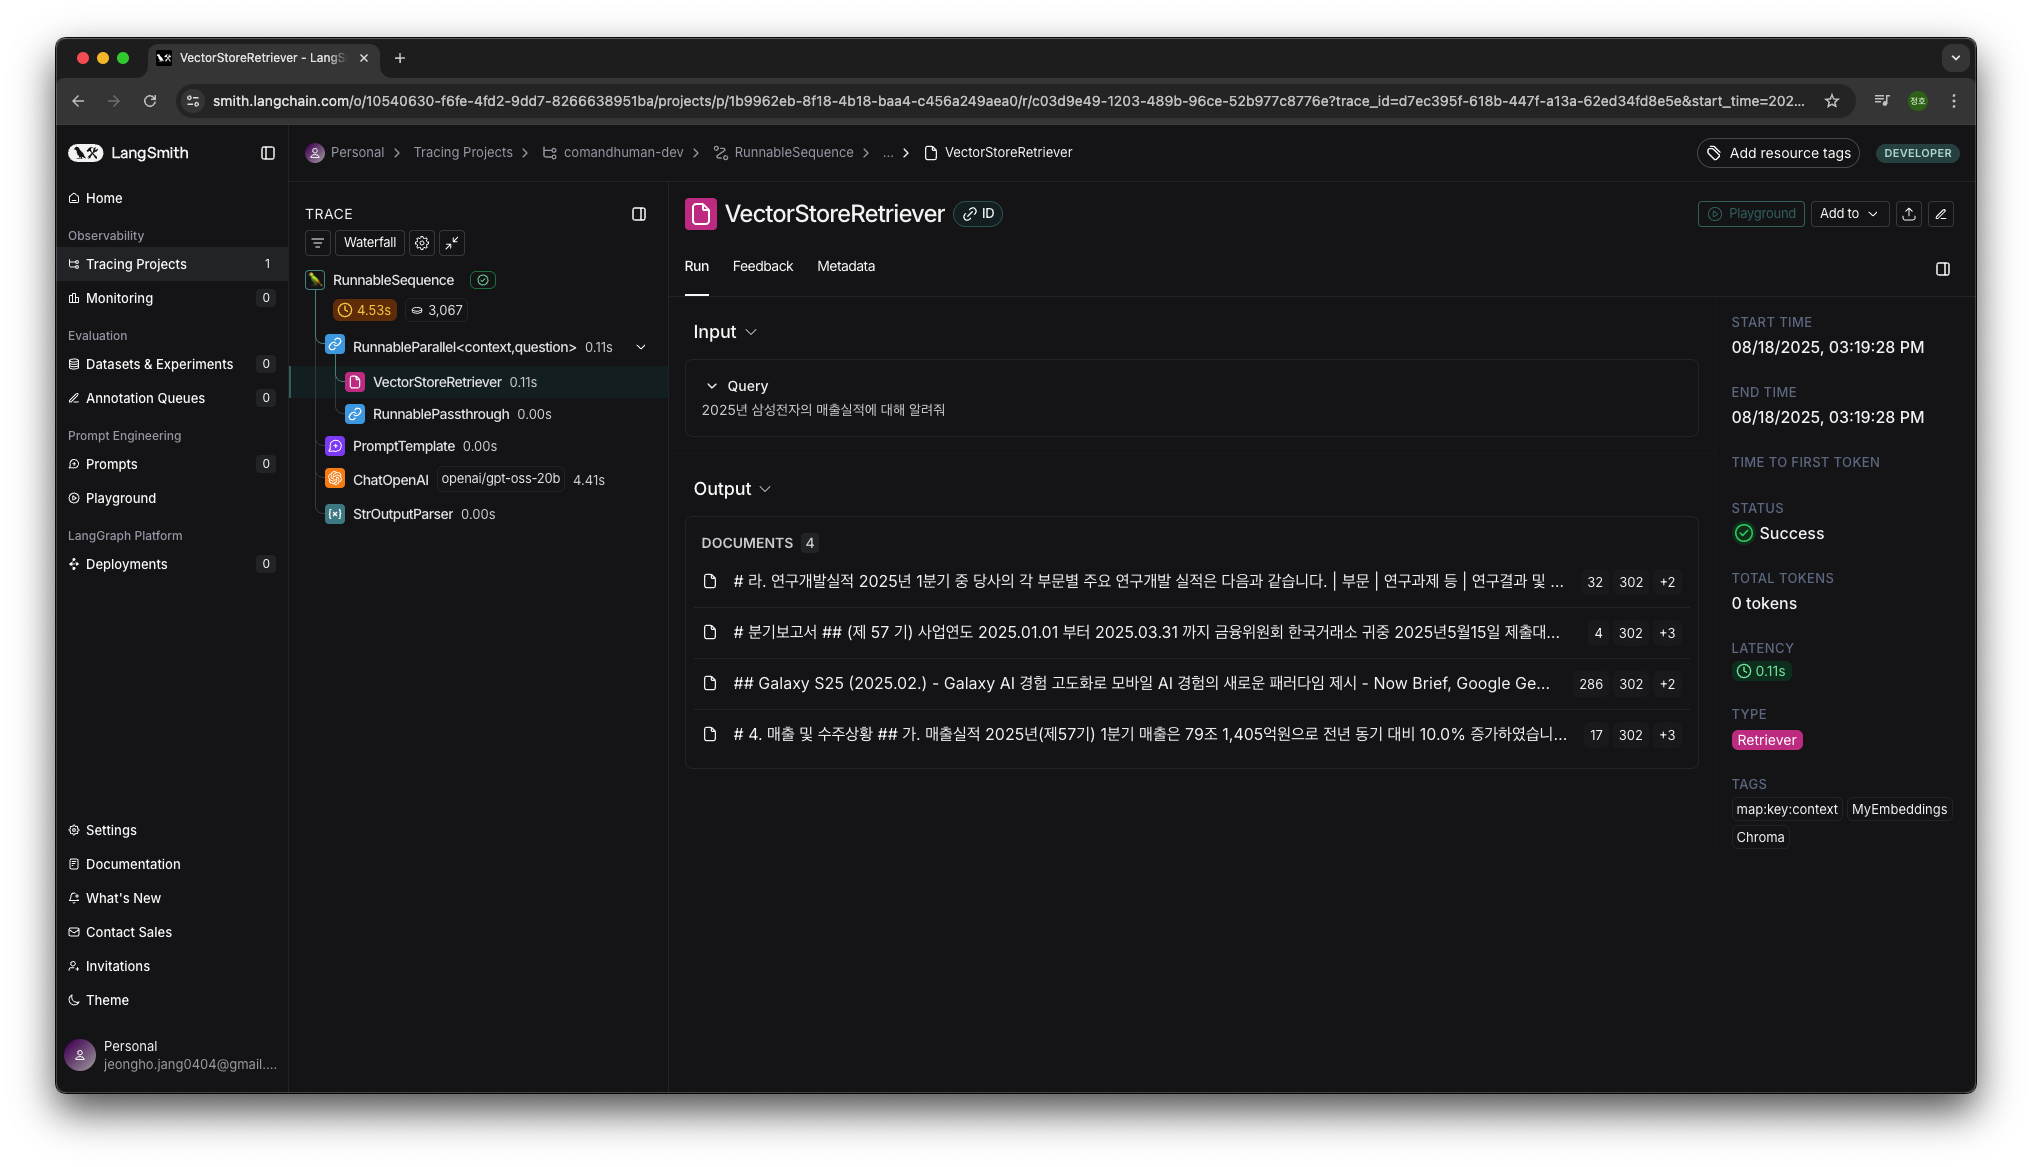 VectorStoreRetriever - LangS
smith.langchain.com/o/10540630-f6fe-4fd2-9dd7-8266638951ba/projects/p/1b9962eb-8f18-4b18-baa4-c456a249aea0/r/c03d9e49-1203-489b-96ce-52b977c8776e?trace_id=d7ec395f-618b-447f-a13a-62ed34fd8e5e&start_time=202...
정호
LangSmith
Personal > Tracing Projects > comandhuman-dev > RunnableSequence > ... > VectorStoreRetriever
Add resource tags
DEVELOPER
Home
Observability
Tracing Projects 1
Monitoring 0
Evaluation
Datasets & Experiments 0
Annotation Queues 0
Prompt Engineering
Prompts 0
Playground
LangGraph Platform
Deployments 0
Settings
Documentation
What's New
Contact Sales
Invitations
Theme
Personal
jeongho.jang0404@gmail....
TRACE
Waterfall
RunnableSequence
4.53s 3,067
RunnableParallel<context,question> 0.11s
VectorStoreRetriever 0.11s
RunnablePassthrough 0.00s
PromptTemplate 0.00s
ChatOpenAI openai/gpt-oss-20b 4.41s
StrOutputParser 0.00s
VectorStoreRetriever ID
Playground
Add to
Run Feedback Metadata
Input
Query
2025년 삼성전자의 매출실적에 대해 알려줘
Output
DOCUMENTS 4
# 라. 연구개발실적 2025년 1분기 중 당사의 각 부문별 주요 연구개발 실적은 다음과 같습니다. | 부문 | 연구과제 등 | 연구결과 및 ... 32 302 +2
# 분기보고서 ## (제 57 기) 사업연도 2025.01.01 부터 2025.03.31 까지 금융위원회 한국거래소 귀중 2025년5월15일 제출대... 4 302 +3
## Galaxy S25 (2025.02.) - Galaxy AI 경험 고도화로 모바일 AI 경험의 새로운 패러다임 제시 - Now Brief, Google Ge... 286 302 +2
# 4. 매출 및 수주상황 ## 가. 매출실적 2025년(제57기) 1분기 매출은 79조 1,405억원으로 전년 동기 대비 10.0% 증가하였습니... 17 302 +3
START TIME
08/18/2025, 03:19:28 PM
END TIME
08/18/2025, 03:19:28 PM
TIME TO FIRST TOKEN
STATUS
Success
TOTAL TOKENS
0 tokens
LATENCY
0.11s
TYPE
Retriever
TAGS
map:key:context MyEmbeddings
Chroma